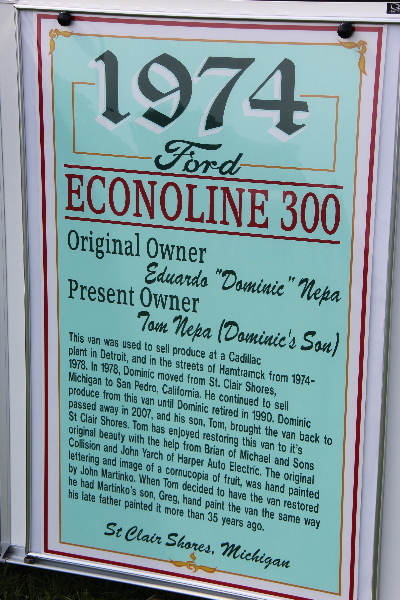 1974
Ford
ECONOLINE 300
Original Owner
Eduardo "Dominic" Nepa
Present Owner
Tom Nepa (Dominic's Son)
This van was used to sell produce at a Cadillac
plant in Detroit, and in the streets of Hamtramck from 1974-
1978. In 1978, Dominic moved from St. Clair Shores,
Michigan to San Pedro, California. He continued to sell
produce from this van until Dominic retired in 1990. Dominic
passed away in 2007, and his son, Tom, brought the van back to
St Clair Shores. Tom has enjoyed restoring this van to it's
original beauty with the help from Brian of Michael and Sons
Collision and John Yarch of Harper Auto Electric. The original
lettering and image of a cornucopia of fruit, was hand painted
by John Martinko. When Tom decided to have the van restored
he had Martinko's son, Greg, hand paint the van the same way
his late father painted it more than 35 years ago.
St Clair Shores, Michigan